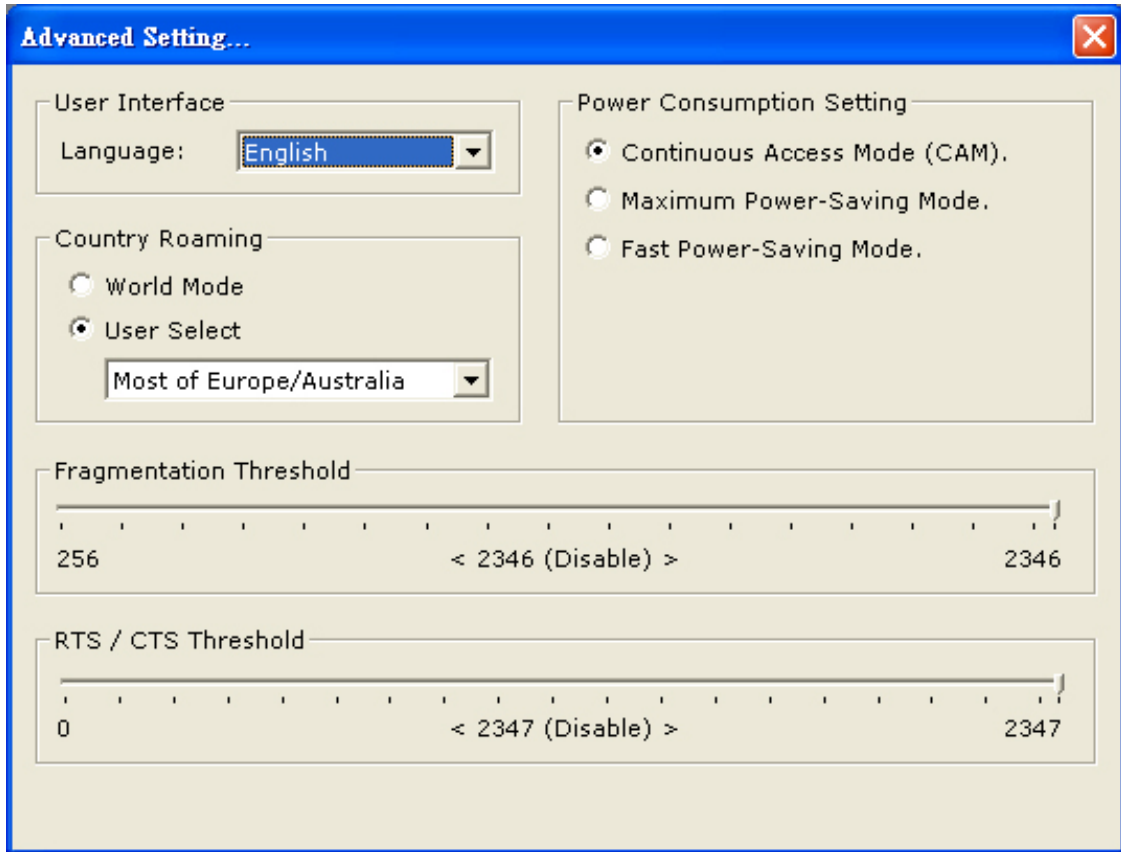 Advanced Setting...
User Interface
Language: English
Country Roaming
World Mode
User Select
Most of Europe/Australia
Power Consumption Setting
Continuous Access Mode (CAM).
Maximum Power-Saving Mode.
Fast Power-Saving Mode.
Fragmentation Threshold
256 < 2346 (Disable) > 2346
RTS / CTS Threshold
0 < 2347 (Disable) > 2347